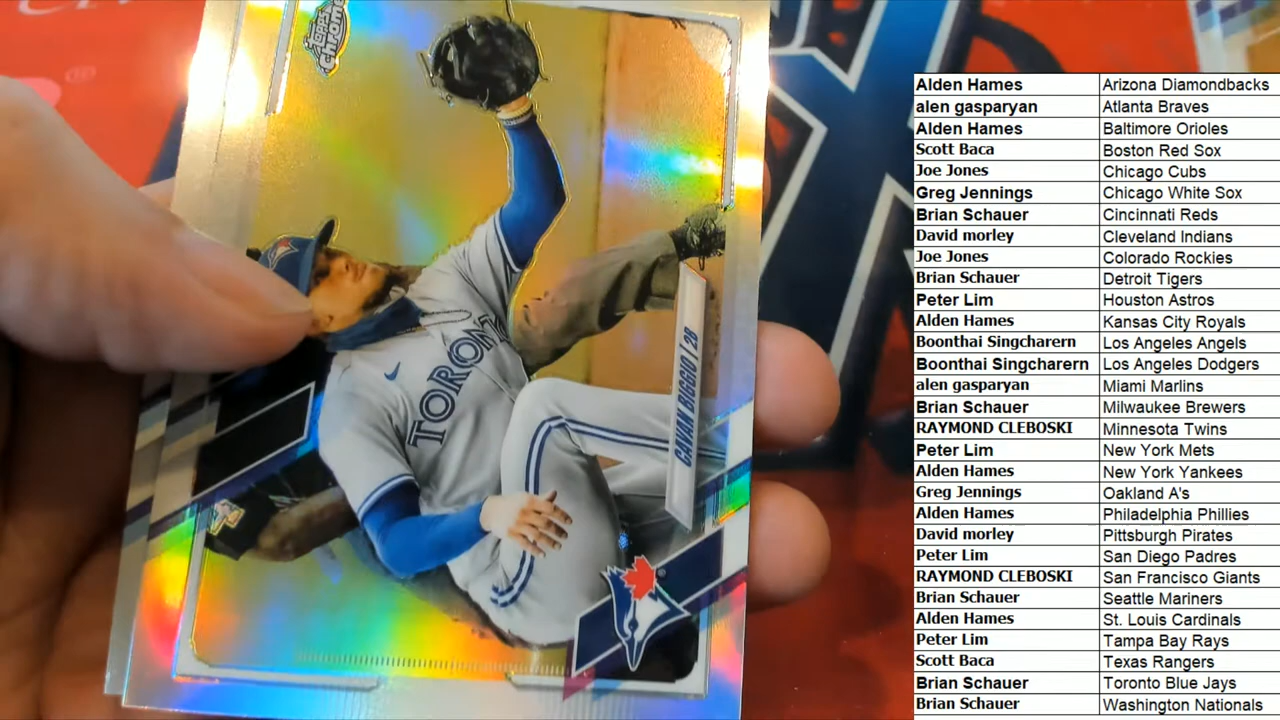 TOPPS
Chrome
TORONTO
CAVAN BIGGIO | 2B
Alden Hames Arizona Diamondbacks
alen gasparyan Atlanta Braves
Alden Hames Baltimore Orioles
Scott Baca Boston Red Sox
Joe Jones Chicago Cubs
Greg Jennings Chicago White Sox
Brian Schauer Cincinnati Reds
David morley Cleveland Indians
Joe Jones Colorado Rockies
Brian Schauer Detroit Tigers
Peter Lim Houston Astros
Alden Hames Kansas City Royals
Boonthai Singcharern Los Angeles Angels
Boonthai Singcharern Los Angeles Dodgers
alen gasparyan Miami Marlins
Brian Schauer Milwaukee Brewers
RAYMOND CLEBOSKI Minnesota Twins
Peter Lim New York Mets
Alden Hames New York Yankees
Greg Jennings Oakland A's
Alden Hames Philadelphia Phillies
David morley Pittsburgh Pirates
Peter Lim San Diego Padres
RAYMOND CLEBOSKI San Francisco Giants
Brian Schauer Seattle Mariners
Alden Hames St. Louis Cardinals
Peter Lim Tampa Bay Rays
Scott Baca Texas Rangers
Brian Schauer Toronto Blue Jays
Brian Schauer Washington Nationals